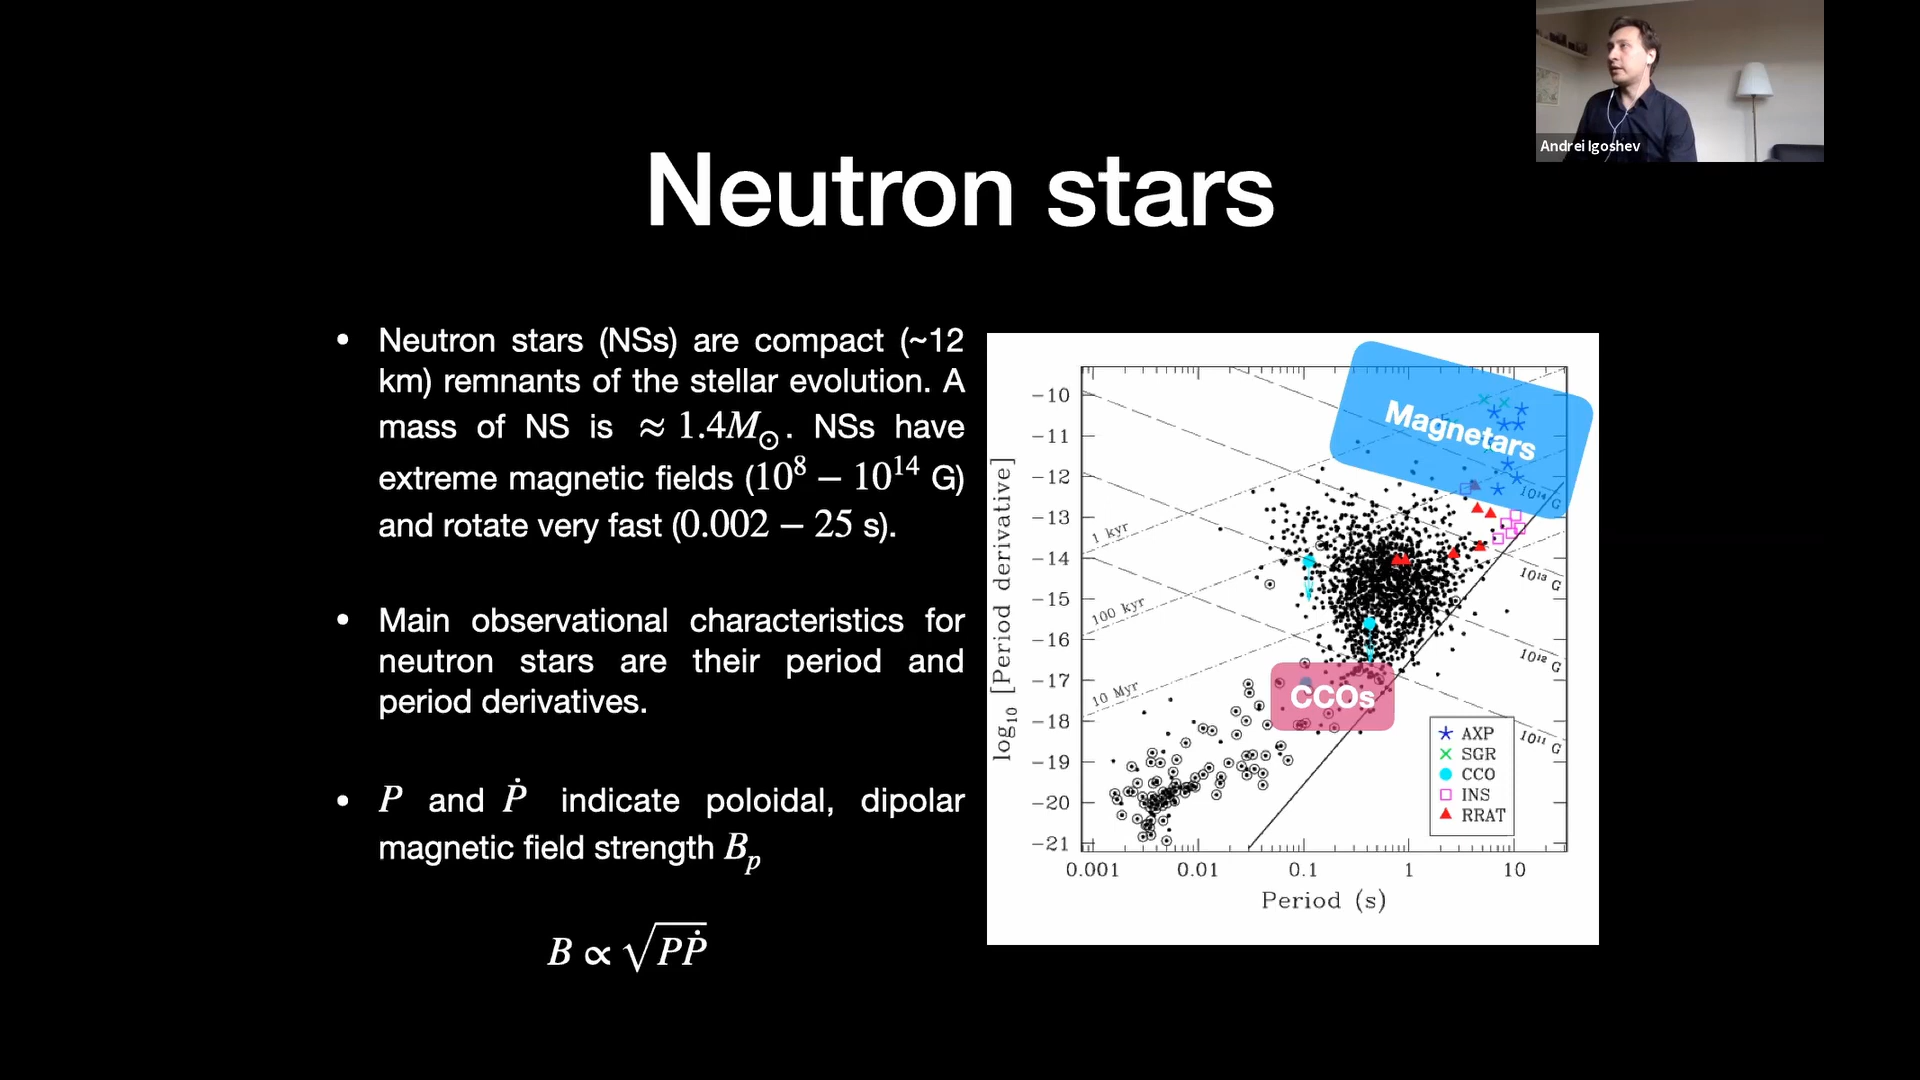 Andrei Igoshev
Neutron stars
• Neutron stars (NSs) are compact (~12
km) remnants of the stellar evolution. A
mass of NS is ≈ 1.4M⊙. NSs have
extreme magnetic fields (10⁸ − 10¹⁴ G)
and rotate very fast (0.002 − 25 s).
• Main observational characteristics for
neutron stars are their period and
period derivatives.
• P and Ṗ indicate poloidal, dipolar
magnetic field strength Bₚ
B ∝ √PṖ
log₁₀ [Period derivative]
−10
−11
−12
−13
−14
−15
−16
−17
−18
−19
−20
−21
Magnetars
CCOs
1 kyr
100 kyr
10 Myr
10¹⁴ G
10¹³ G
10¹² G
10¹¹ G
AXP
SGR
CCO
INS
RRAT
0.001 0.01 0.1 1 10
Period (s)